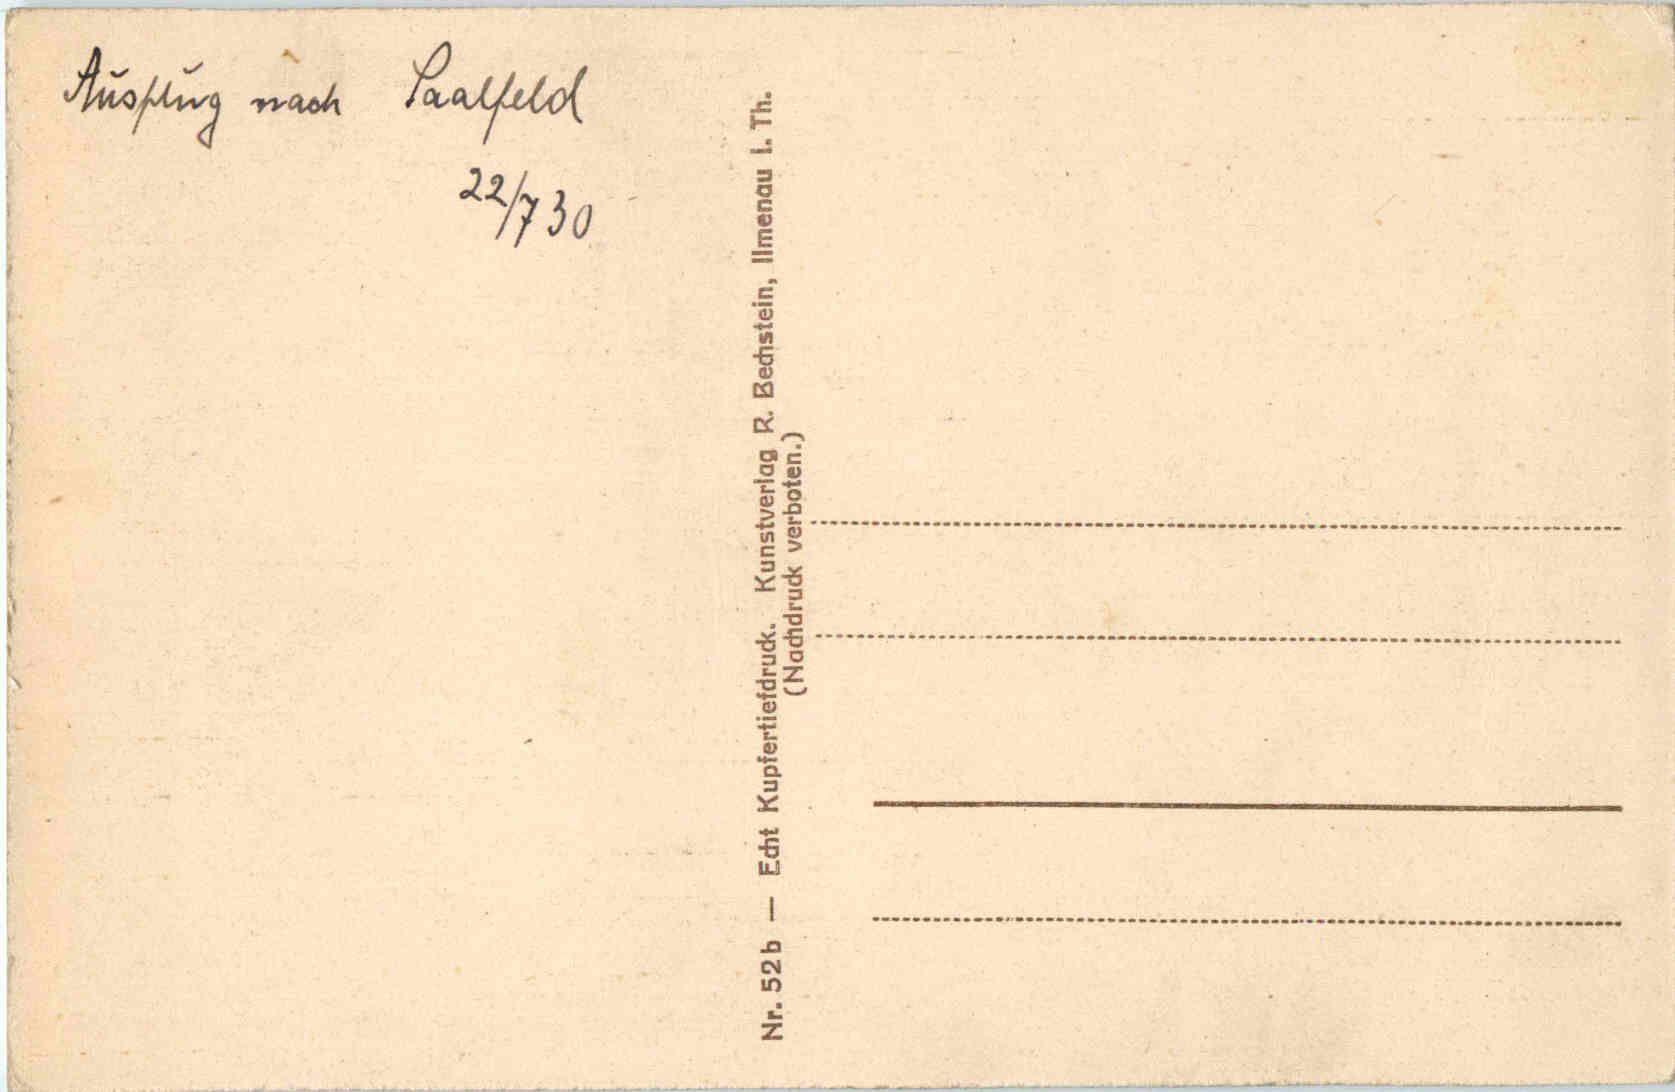 Ausflug nach Saalfeld
22/7 30
Nr. 52b — Echt Kupfertiefdruck. Kunstverlag R. Bechstein, Ilmenau i. Th.
(Nachdruck verboten.)